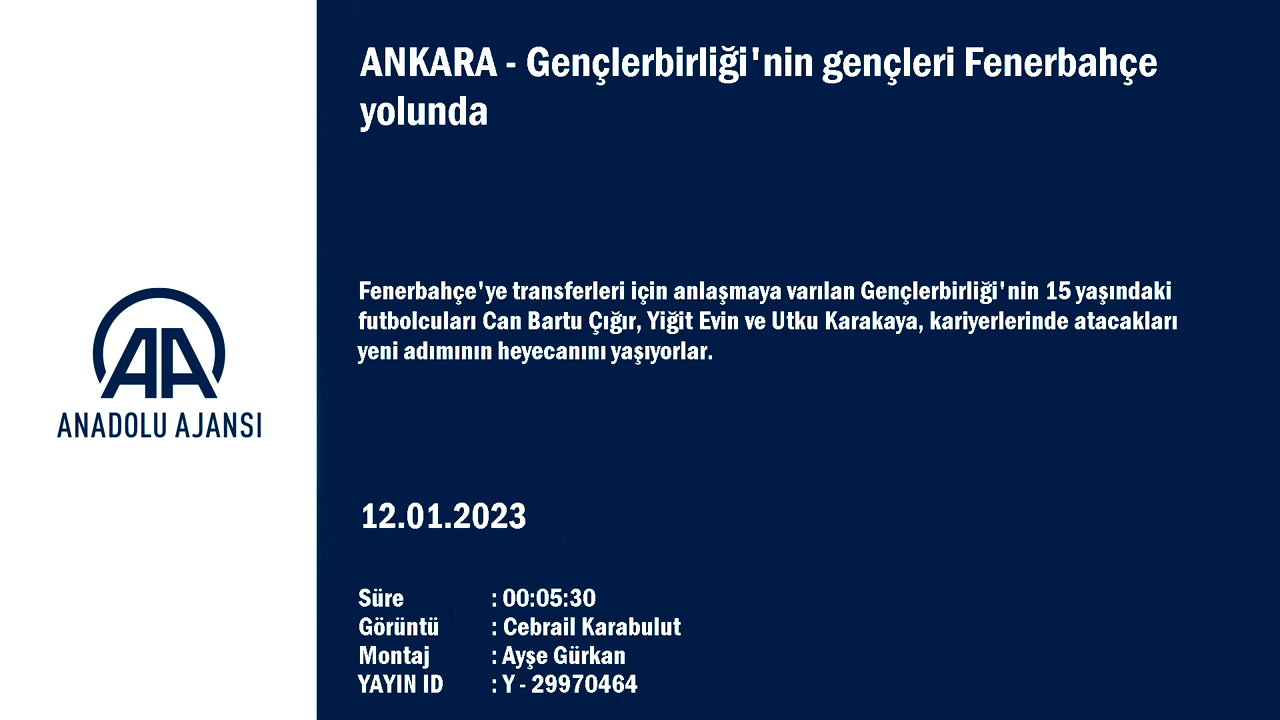 ANKARA - Gençlerbirliği'nin gençleri Fenerbahçe
yolunda
Fenerbahçe'ye transferleri için anlaşmaya varılan Gençlerbirliği'nin 15 yaşındaki
futbolcuları Can Bartu Çığır, Yiğit Evin ve Utku Karakaya, kariyerlerinde atacakları
yeni adımının heyecanını yaşıyorlar.
AA
ANADOLU AJANSI
12.01.2023
Süre : 00:05:30
Görüntü : Cebrail Karabulut
Montaj : Ayşe Gürkan
YAYIN ID : Y - 29970464